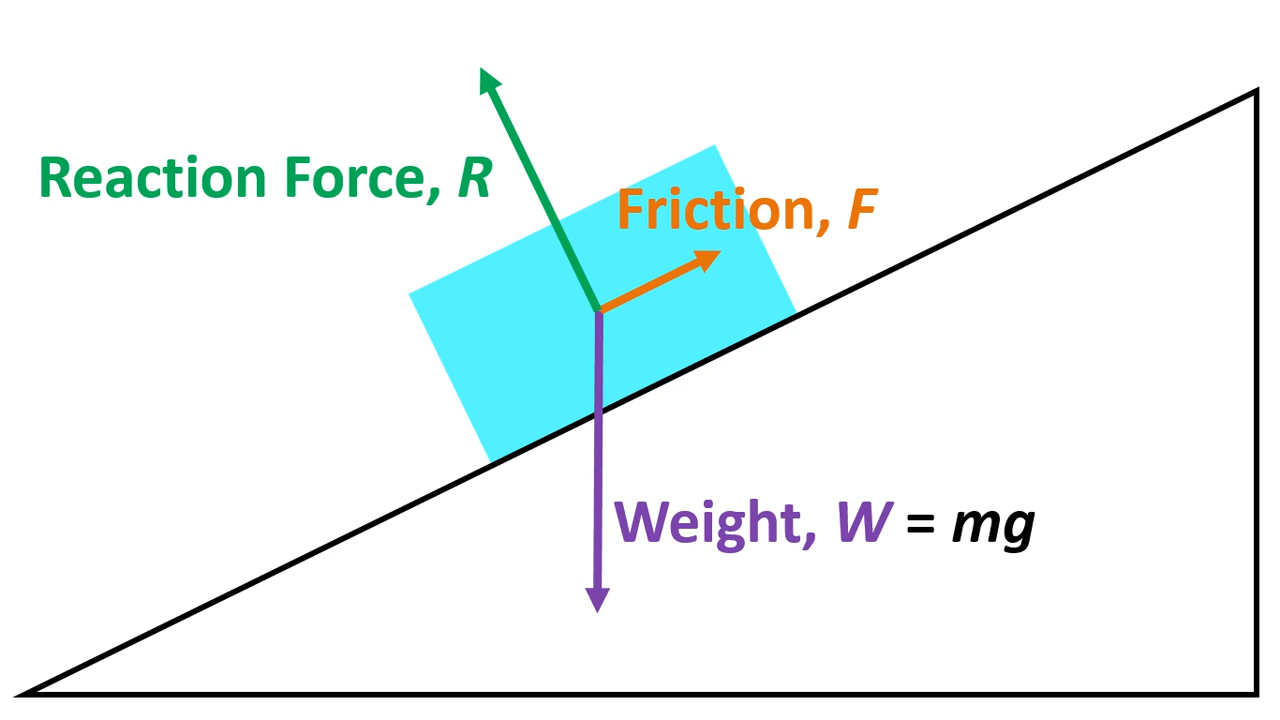 Reaction Force, R
Friction, F
Weight, W = mg